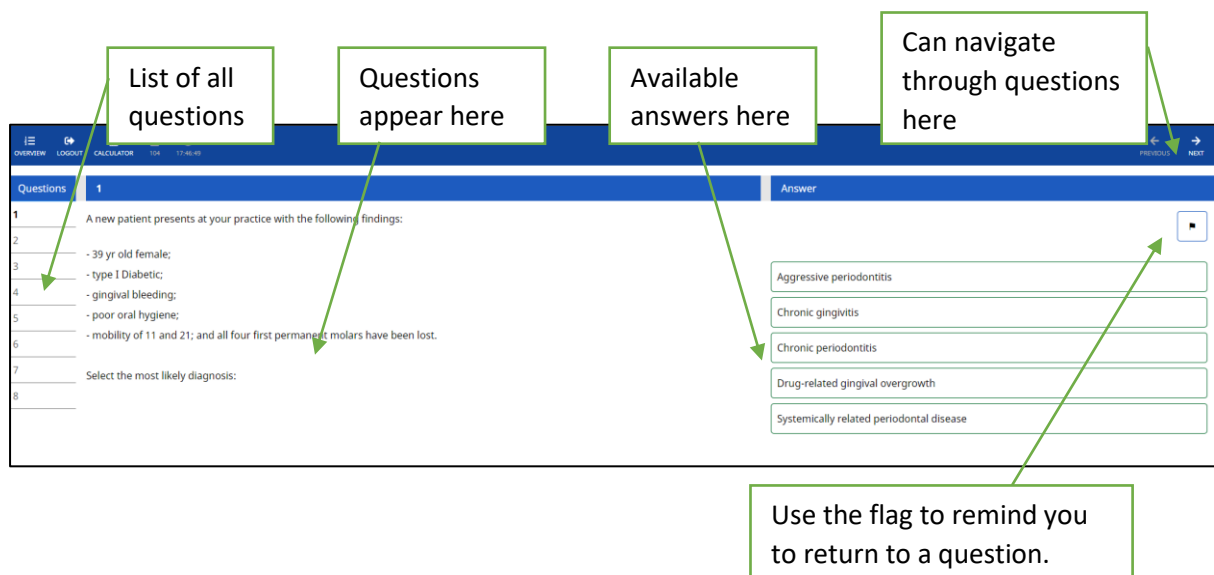 List of all
questions
Questions
appear here
Available
answers here
Can navigate
through questions
here
OVERVIEW LOGOUT CALCULATOR 104 17:46:49 PREVIOUS NEXT
Questions 1 Answer
1
2
3
4
5
6
7
8
A new patient presents at your practice with the following findings:
- 39 yr old female;
- type I Diabetic;
- gingival bleeding;
- poor oral hygiene;
- mobility of 11 and 21; and all four first permanent molars have been lost.
Select the most likely diagnosis:
Aggressive periodontitis
Chronic gingivitis
Chronic periodontitis
Drug-related gingival overgrowth
Systemically related periodontal disease
Use the flag to remind you
to return to a question.